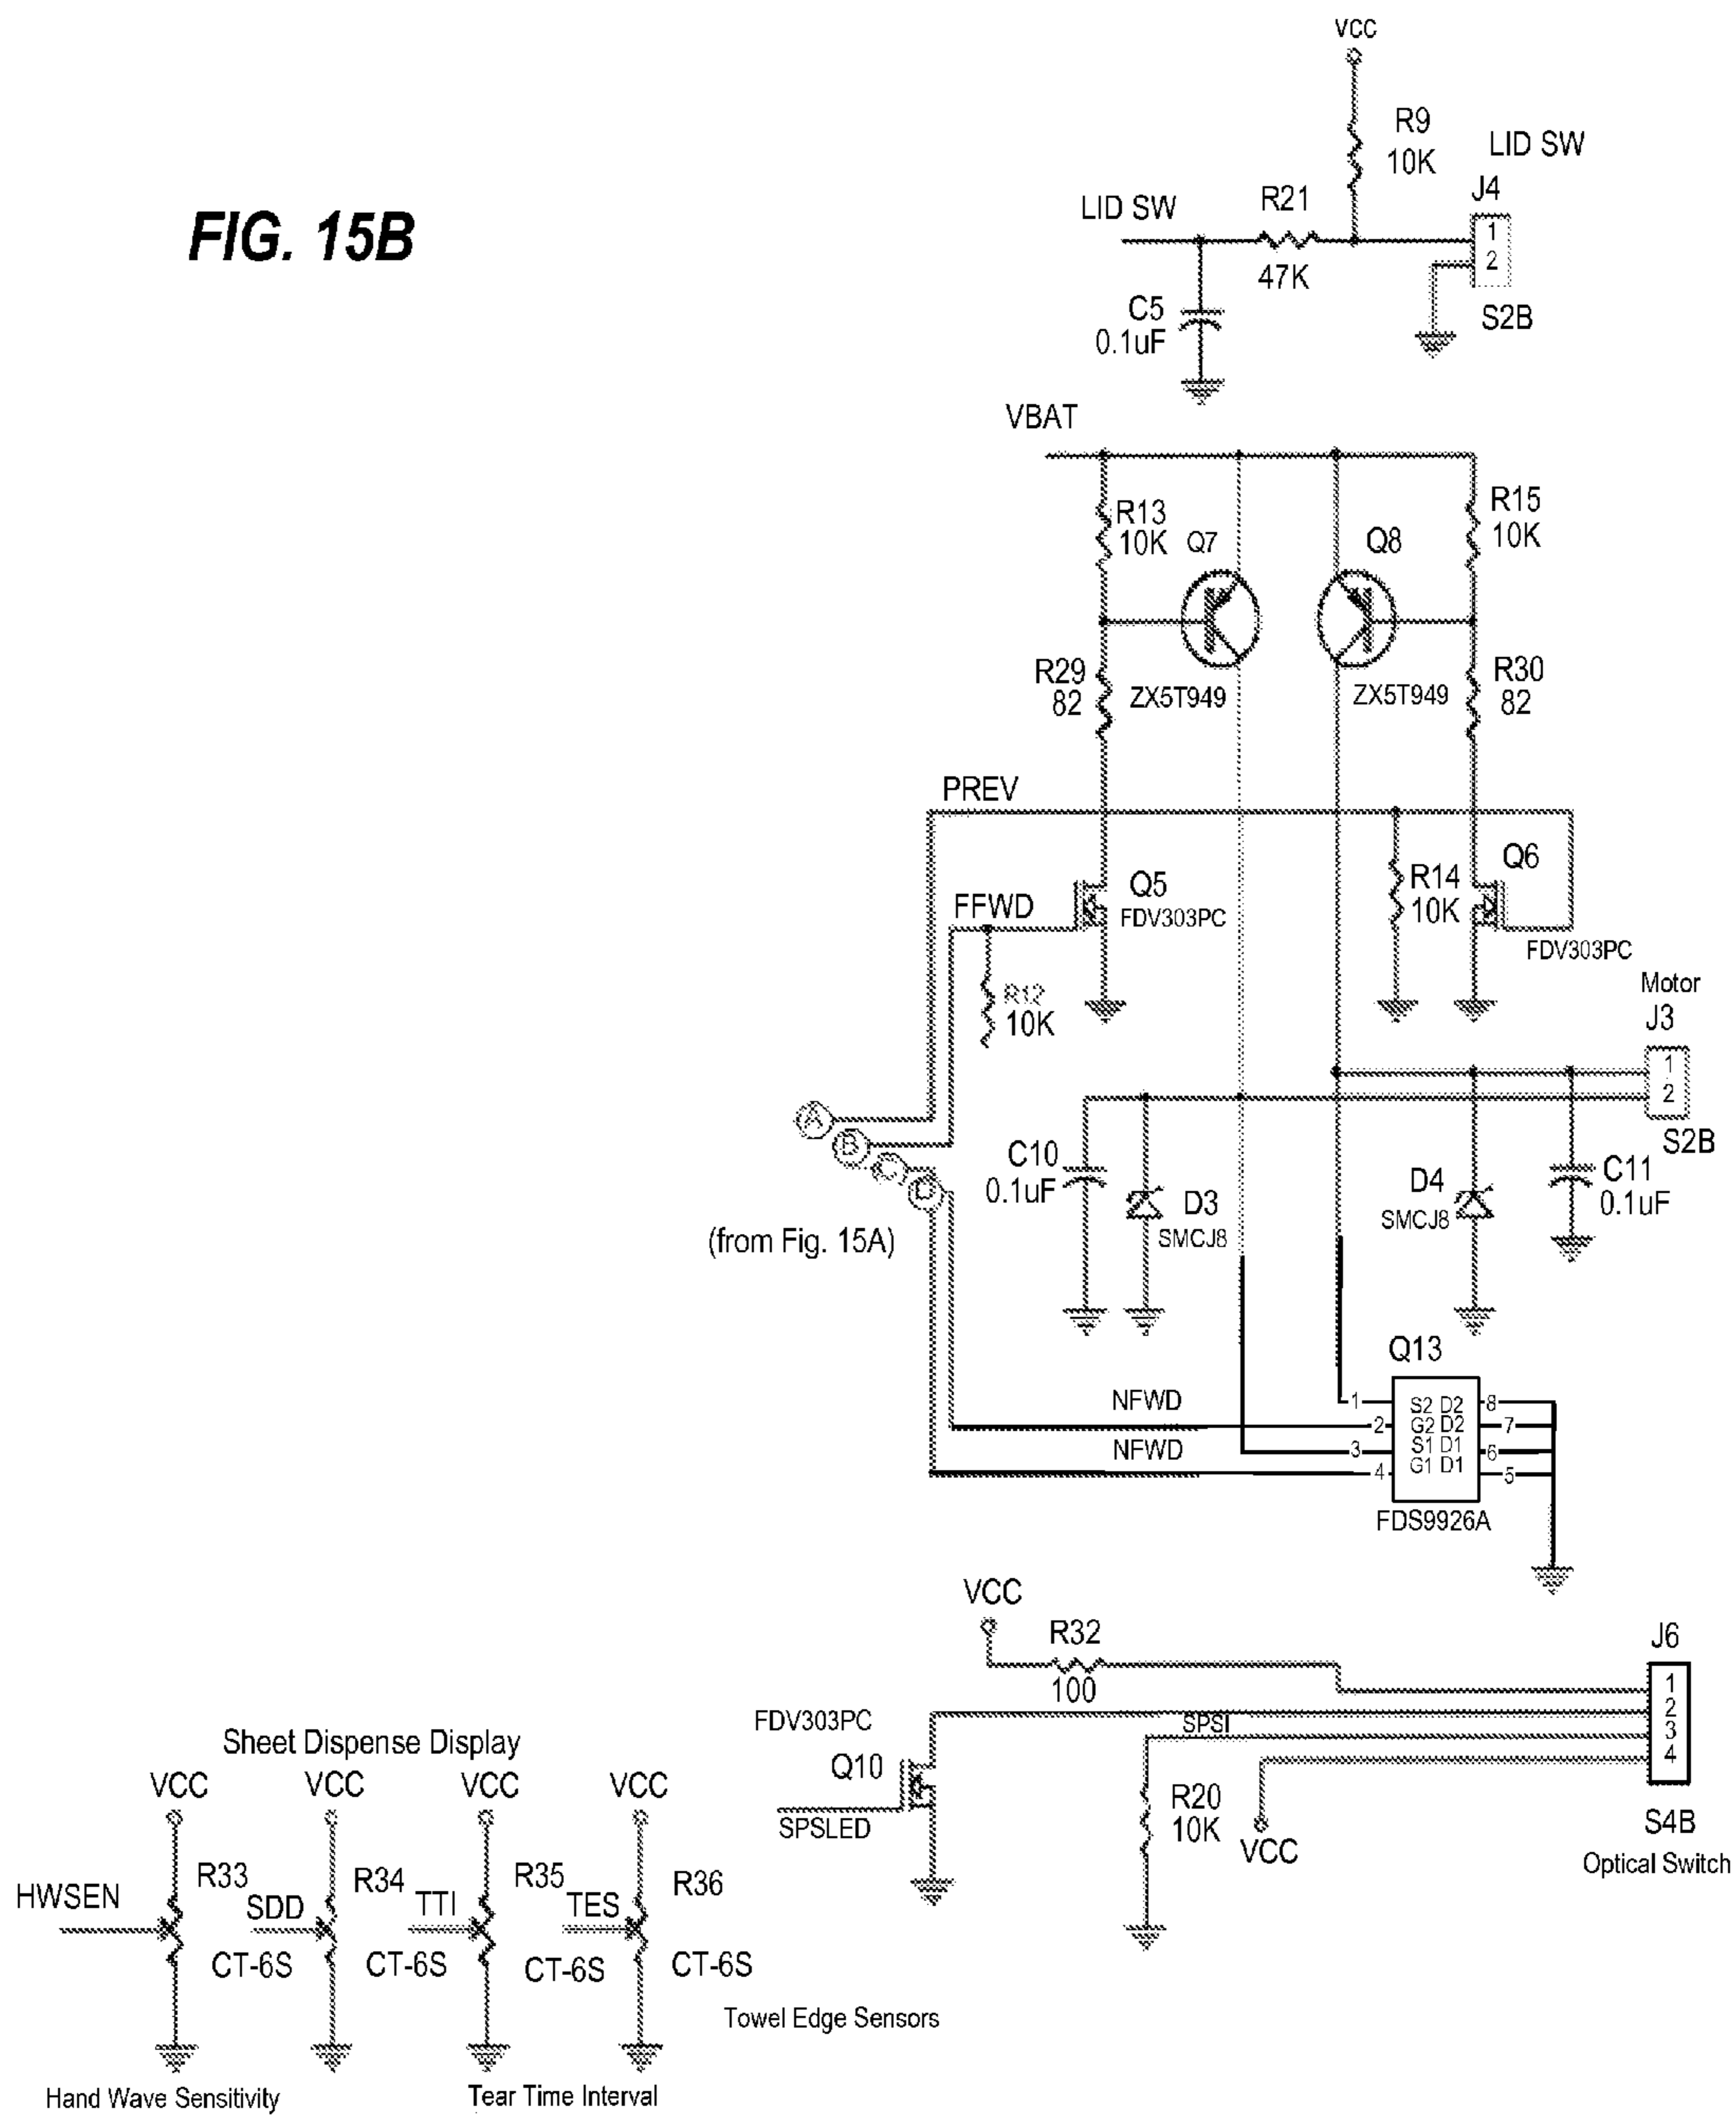 FIG. 15B
VCC
R9
10K
LID SW
J4
LID SW
R21
1
2
47K
C5
0.1uF
S2B
VBAT
R13
10K
Q7
Q8
R15
10K
R29
82
ZX5T949
ZX5T949
R30
82
PREV
Q5
FDV303PC
R14
10K
Q6
FFWD
FDV303PC
R12
10K
Motor
J3
1
2
S2B
A
B
C
D
(from Fig. 15A)
C10
0.1uF
D3
SMCJ8
D4
SMCJ8
C11
0.1uF
Q13
NFWD
1 S2 D2 8
2 G2 D2 7
NFWD
3 S1 D1 6
4 G1 D1 5
FDS9926A
VCC
R32
100
J6
1
2
3
4
FDV303PC
SPSI
Q10
SPSLED
R20
10K
VCC
S4B
Optical Switch
Sheet Dispense Display
VCC VCC VCC VCC
HWSEN R33 SDD R34 TTI R35 TES R36
CT-6S CT-6S CT-6S CT-6S
Towel Edge Sensors
Hand Wave Sensitivity
Tear Time Interval